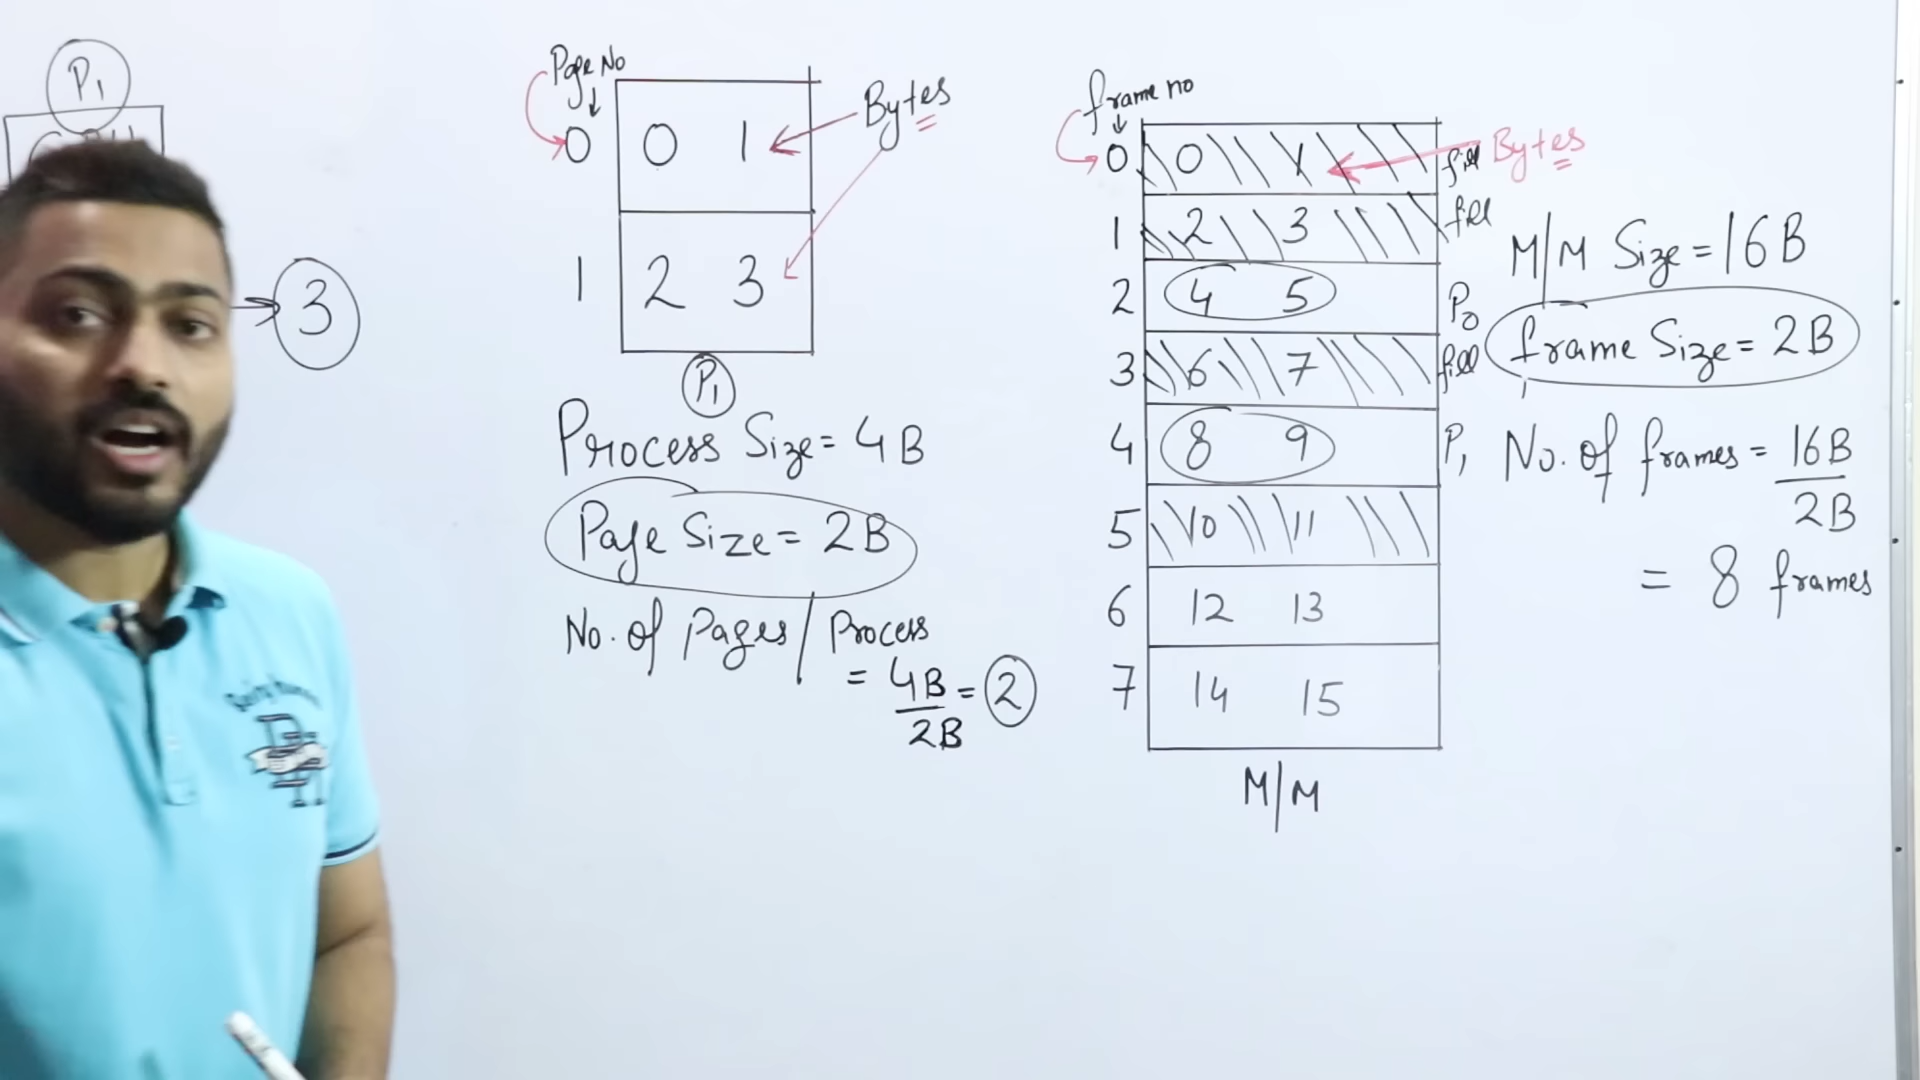 P1
3
Page No
0 0 1
Bytes
1 2 3
P1
Process Size = 4B
Page Size = 2B
No. of Pages / Process
= 4B/2B = 2
frame no
0 0 1 fill
Bytes
1 2 3 fill
2 4 5 P0
3 6 7 fill
4 8 9 P1
5 10 11
6 12 13
7 14 15
M/M
M/M Size = 16B
frame Size = 2B
No. of frames = 16B/2B
= 8 frames